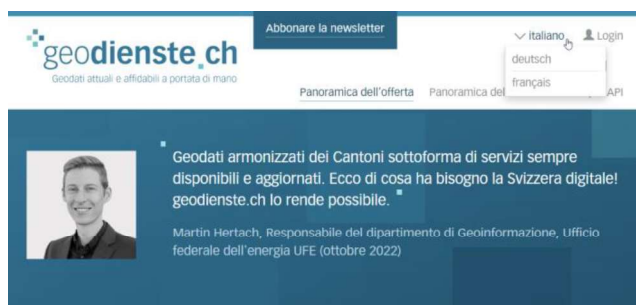 Abbonare la newsletter
italiano
Login
geodienste.ch
deutsch
Geodati attuali e affidabili a portata di mano
français
Panoramica dell'offerta
Panoramica del
API
Geodati armonizzati dei Cantoni sottoforma di servizi sempre
disponibili e aggiornati. Ecco di cosa ha bisogno la Svizzera digitale!
geodienste.ch lo rende possibile.
Martin Hertach, Responsabile del dipartimento di Geoinformazione, Ufficio
federale dell'energia UFE (ottobre 2022)